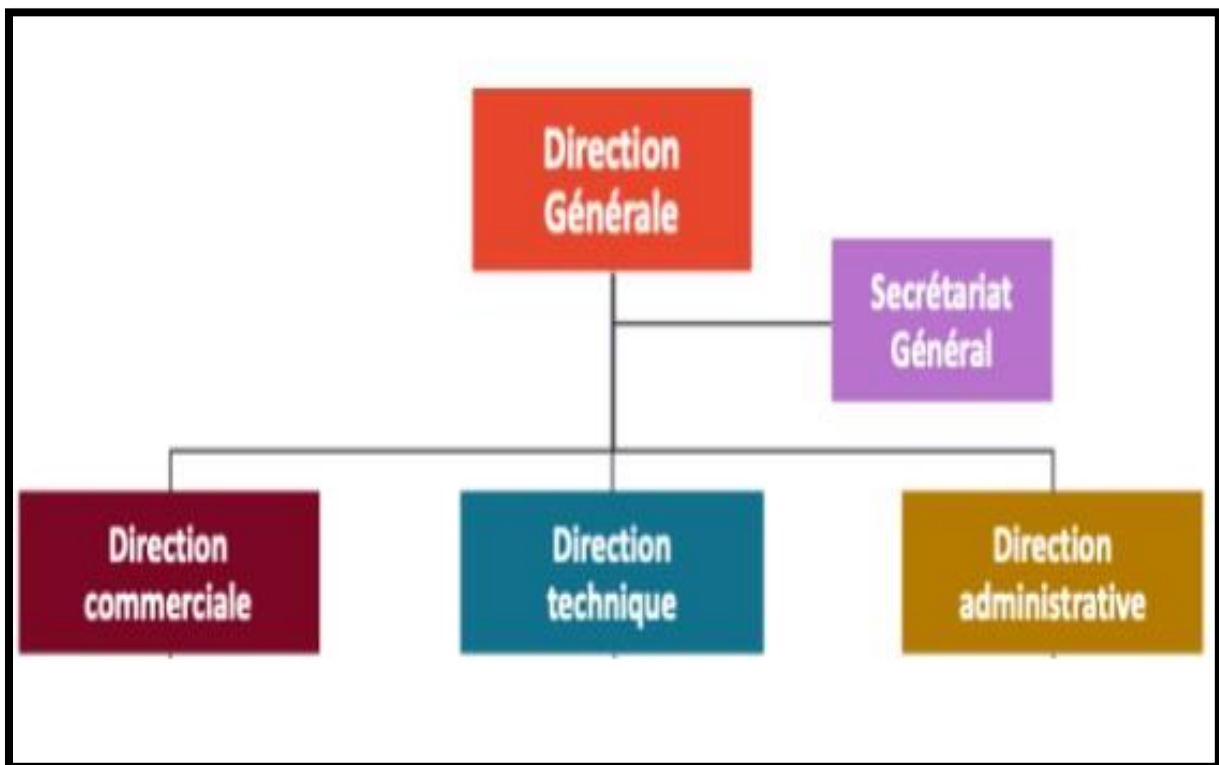 Direction
Générale
Secrétariat
Général
Direction
commerciale
Direction
technique
Direction
administrative